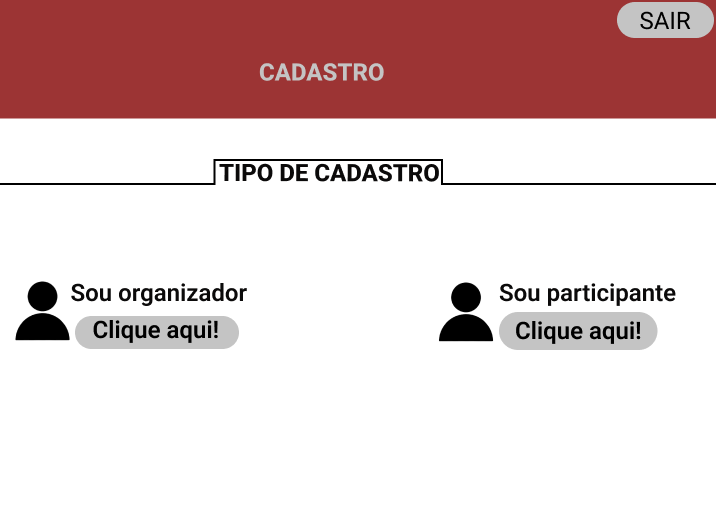 SAIR
CADASTRO
TIPO DE CADASTRO
Sou organizador
Clique aqui!
Sou participante
Clique aqui!